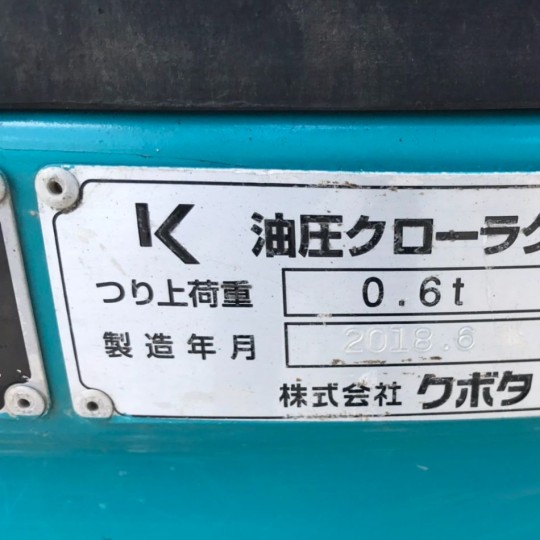 K 油圧クローラク
つり上荷重 0.6t
製造年月 2018.6
株式会社 クボタ